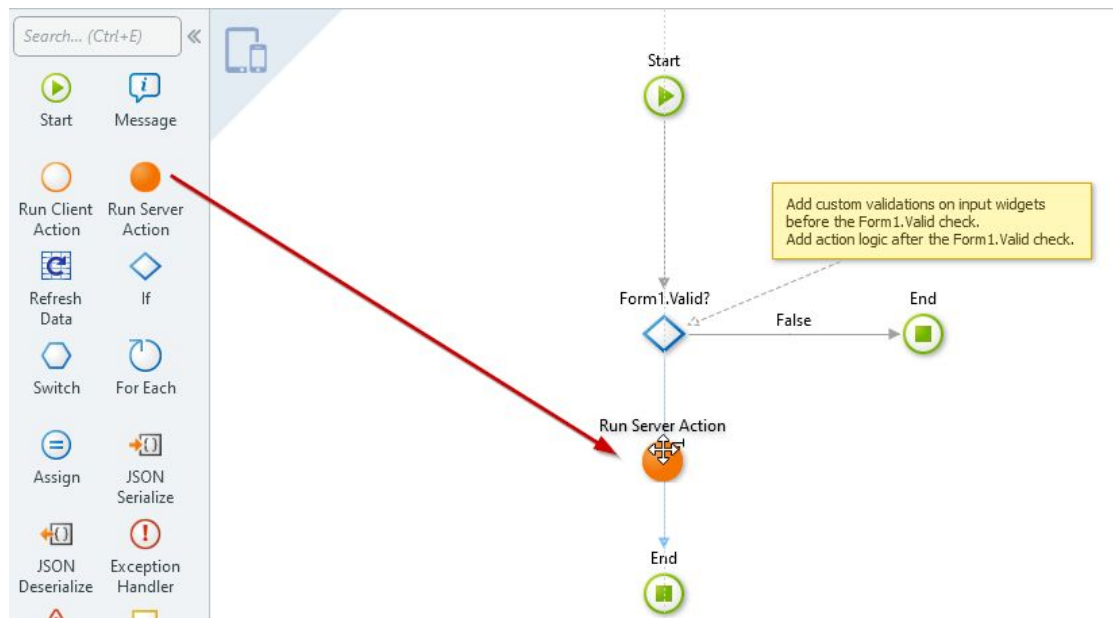 Search... (Ctrl+E)
Start
Message
Run Client
Action
Run Server
Action
Refresh
Data
If
Switch
For Each
Assign
JSON
Serialize
JSON
Deserialize
Exception
Handler
Start
Add custom validations on input widgets
before the Form1.Valid check.
Add action logic after the Form1.Valid check.
Form1.Valid?
False
End
Run Server Action
End